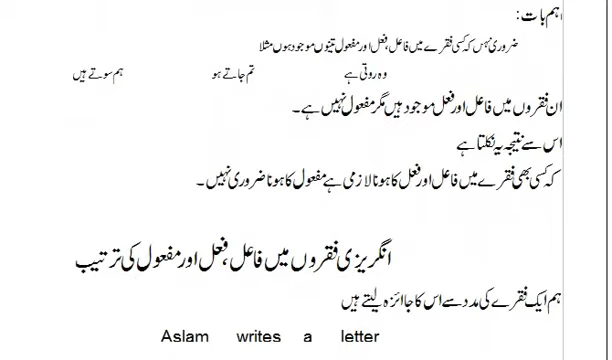 اہم بات:
ضروری نہیں کہ کسی فقرے میں فاعل، فعل اور مفعول تینوں موجود ہوں مثلا
وہ روتی ہے تم جاتے ہو ہم سوتے ہیں
ان فقروں میں فاعل اور فعل موجود ہیں مگر مفعول نہیں ہے۔
اس سے نتیجہ یہ نکلتا ہے
کہ کسی بھی فقرے میں فاعل اور فعل کا ہونا لازمی ہے مفعول کا ہونا ضروری نہیں۔
انگریزی فقروں میں فاعل، فعل اور مفعول کی ترتیب
ہم ایک فقرے کی مدد سے اس کا جائزہ لیتے ہیں
Aslam writes a letter